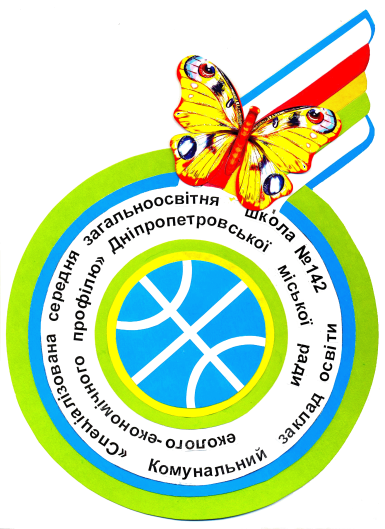 Комунальний заклад освіти
«Спеціалізована середня загальноосвітня школа №142
еколого-економічного профілю» Дніпропетровської міської ради